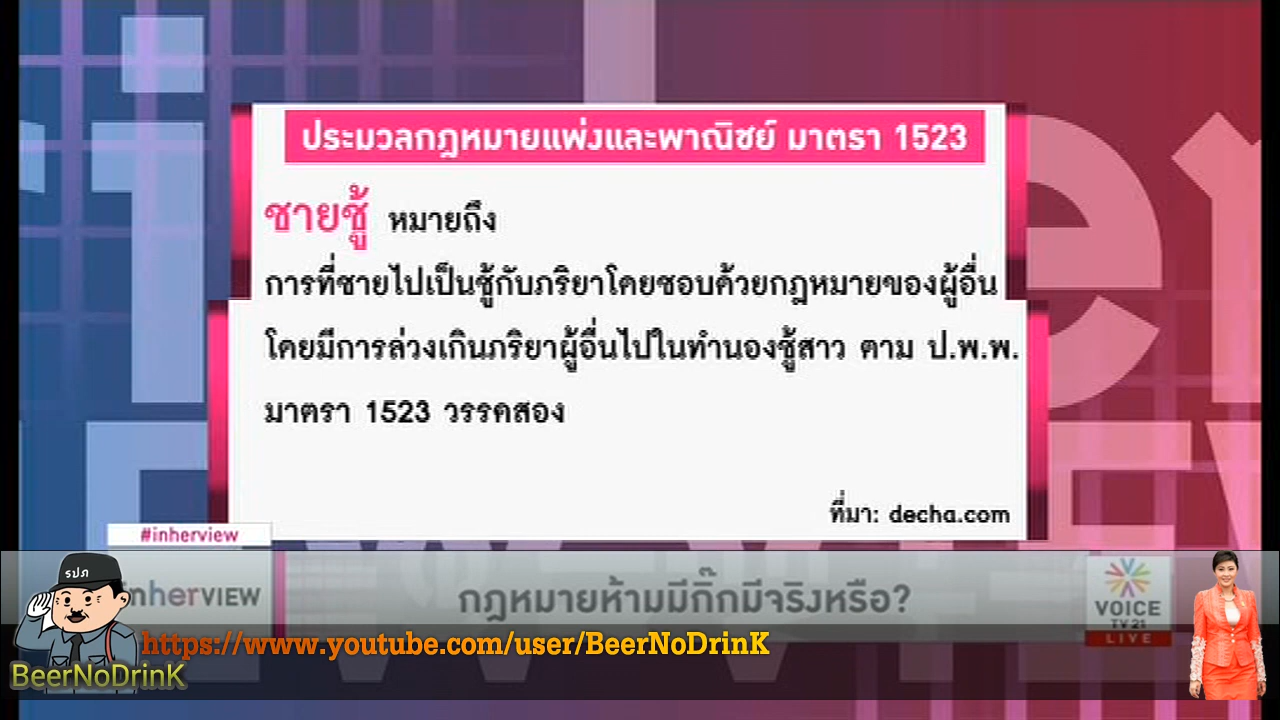 ประมวลกฎหมายแพ่งและพาณิชย์ มาตรา 1523
ชายชู้ หมายถึง
การที่ชายไปเป็นชู้กับภริยาโดยชอบด้วยกฎหมายของผู้อื่น
โดยมีการล่วงเกินภริยาผู้อื่นไปในทำนองชู้สาว ตาม ป.พ.พ.
มาตรา 1523 วรรคสอง
ที่มา: decha.com
#inherview
inherVIEW
กฎหมายห้ามมีกิ๊กมีจริงหรือ?
VOICE
TV 21
LIVE
รปภ
https://www.youtube.com/user/BeerNoDrinK
BeerNoDrinK